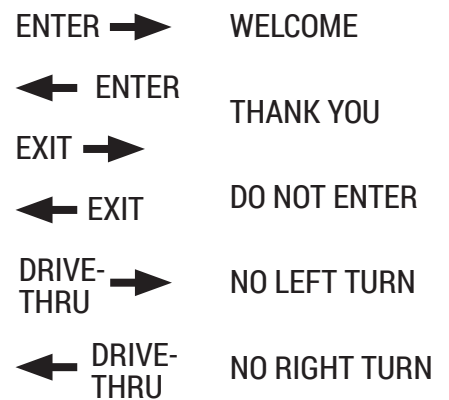 ENTER
ENTER
EXIT
EXIT
DRIVE-
THRU
DRIVE-
THRU
WELCOME
THANK YOU
DO NOT ENTER
NO LEFT TURN
NO RIGHT TURN